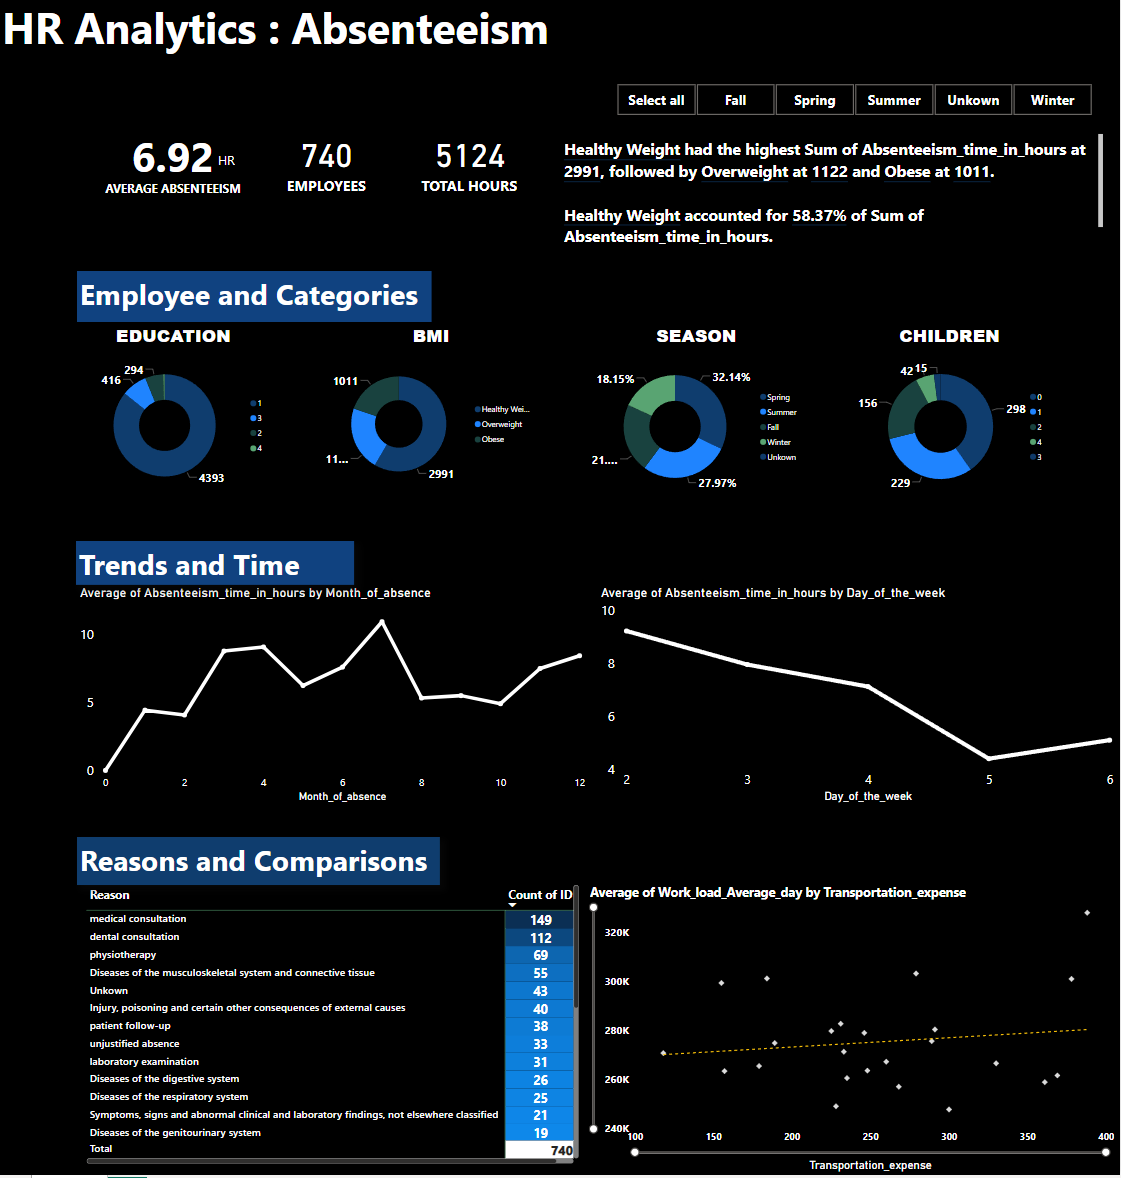 HR Analytics : Absenteeism
Select all
Fall
Spring
Summer
Unkown
Winter
6.92 HR
AVERAGE ABSENTEEISM
740
EMPLOYEES
5124
TOTAL HOURS
Healthy Weight had the highest Sum of Absenteeism_time_in_hours at
2991, followed by Overweight at 1122 and Obese at 1011.
Healthy Weight accounted for 58.37% of Sum of
Absenteeism_time_in_hours.
Employee and Categories
EDUCATION
294
416
4393
1
3
2
4
BMI
1011
11...
2991
Healthy Wei...
Overweight
Obese
SEASON
18.15%
32.14%
21....
27.97%
Spring
Summer
Fall
Winter
Unkown
CHILDREN
42 15
156
298
229
0
1
2
4
3
Trends and Time
Average of Absenteeism_time_in_hours by Month_of_absence
10
5
0
0 2 4 6 8 10 12
Month_of_absence
Average of Absenteeism_time_in_hours by Day_of_the_week
10
8
6
4
2 3 4 5 6
Day_of_the_week
Reasons and Comparisons
Reason Count of ID
medical consultation 149
dental consultation 112
physiotherapy 69
Diseases of the musculoskeletal system and connective tissue 55
Unkown 43
Injury, poisoning and certain other consequences of external causes 40
patient follow-up 38
unjustified absence 33
laboratory examination 31
Diseases of the digestive system 26
Diseases of the respiratory system 25
Symptoms, signs and abnormal clinical and laboratory findings, not elsewhere classified 21
Diseases of the genitourinary system 19
Total 740
Average of Work_load_Average_day by Transportation_expense
320K
300K
280K
260K
240K
100 150 200 250 300 350 400
Transportation_expense